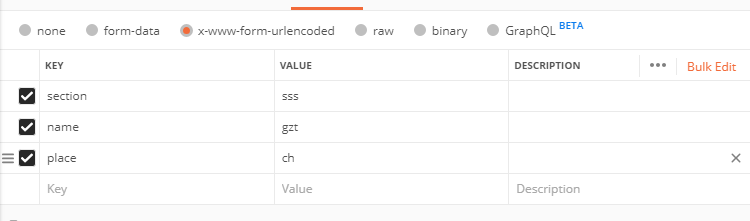 none form-data x-www-form-urlencoded raw binary GraphQL BETA
KEY VALUE DESCRIPTION ••• Bulk Edit
section sss
name gzt
place ch
Key Value Description